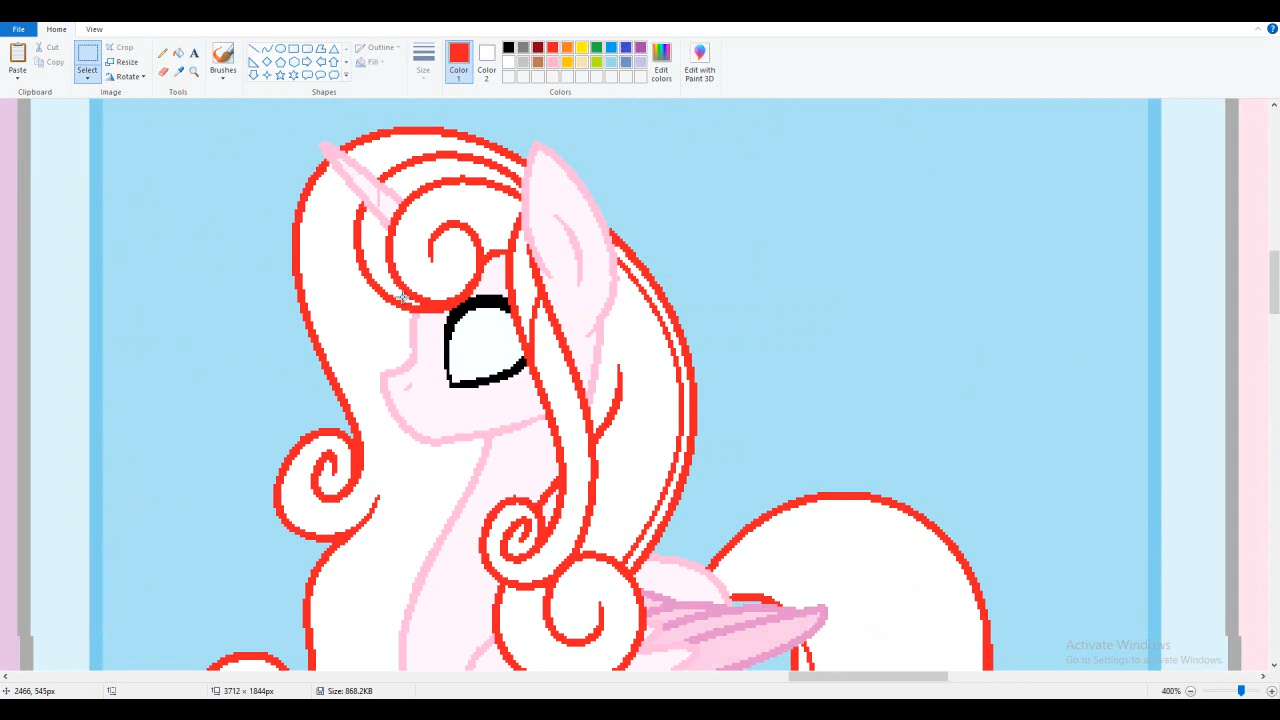 File
Home
View
Cut
Copy
Paste
Clipboard
Crop
Resize
Rotate
Select
Image
A
Tools
Brushes
Outline
Fill
Shapes
Size
Color 1
Color 2
Edit colors
Edit with Paint 3D
Colors
Activate Windows
Go to Settings to activate Windows.
2466, 545px
3712 × 1844px
Size: 868.2KB
400%